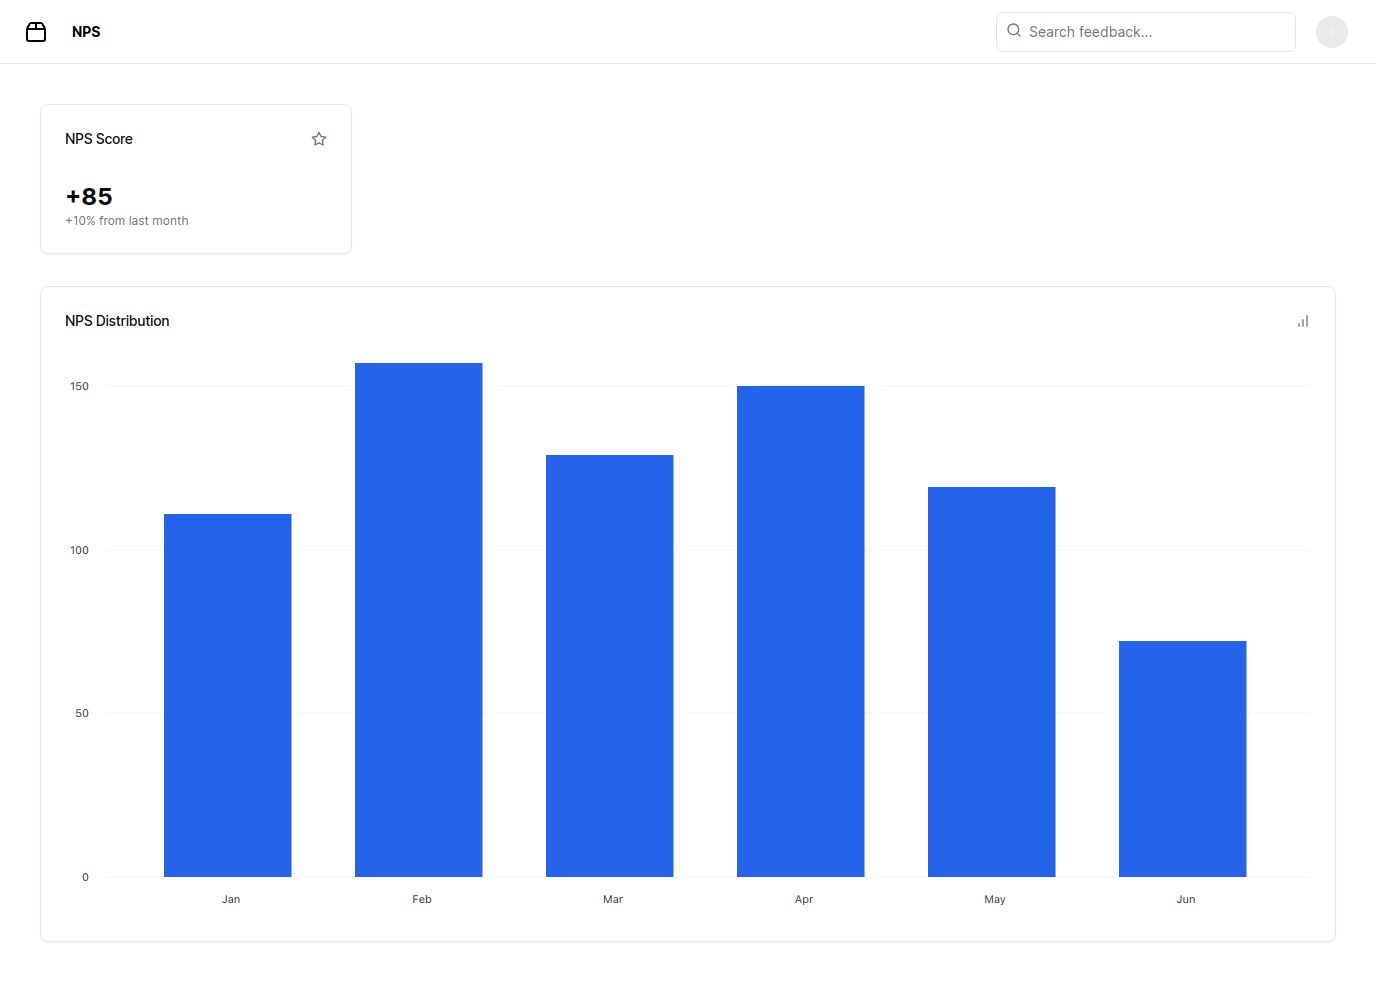 NPS
Search feedback...
NPS Score
+85
+10% from last month
NPS Distribution
150
100
50
0
Jan Feb Mar Apr May Jun